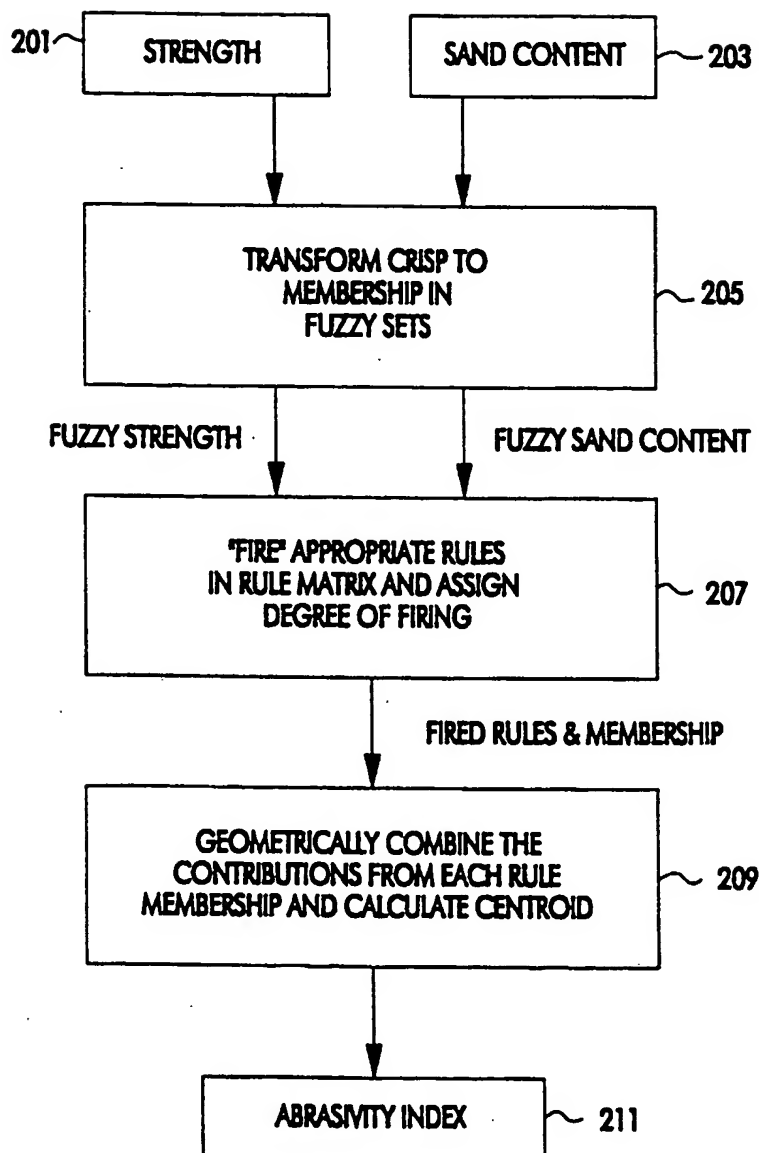 201
STRENGTH
SAND CONTENT
203
TRANSFORM CRISP TO
MEMBERSHIP IN
FUZZY SETS
205
FUZZY STRENGTH
FUZZY SAND CONTENT
"FIRE" APPROPRIATE RULES
IN RULE MATRIX AND ASSIGN
DEGREE OF FIRING
207
FIRED RULES & MEMBERSHIP
GEOMETRICALLY COMBINE THE
CONTRIBUTIONS FROM EACH RULE
MEMBERSHIP AND CALCULATE CENTROID
209
ABRASIVITY INDEX
211